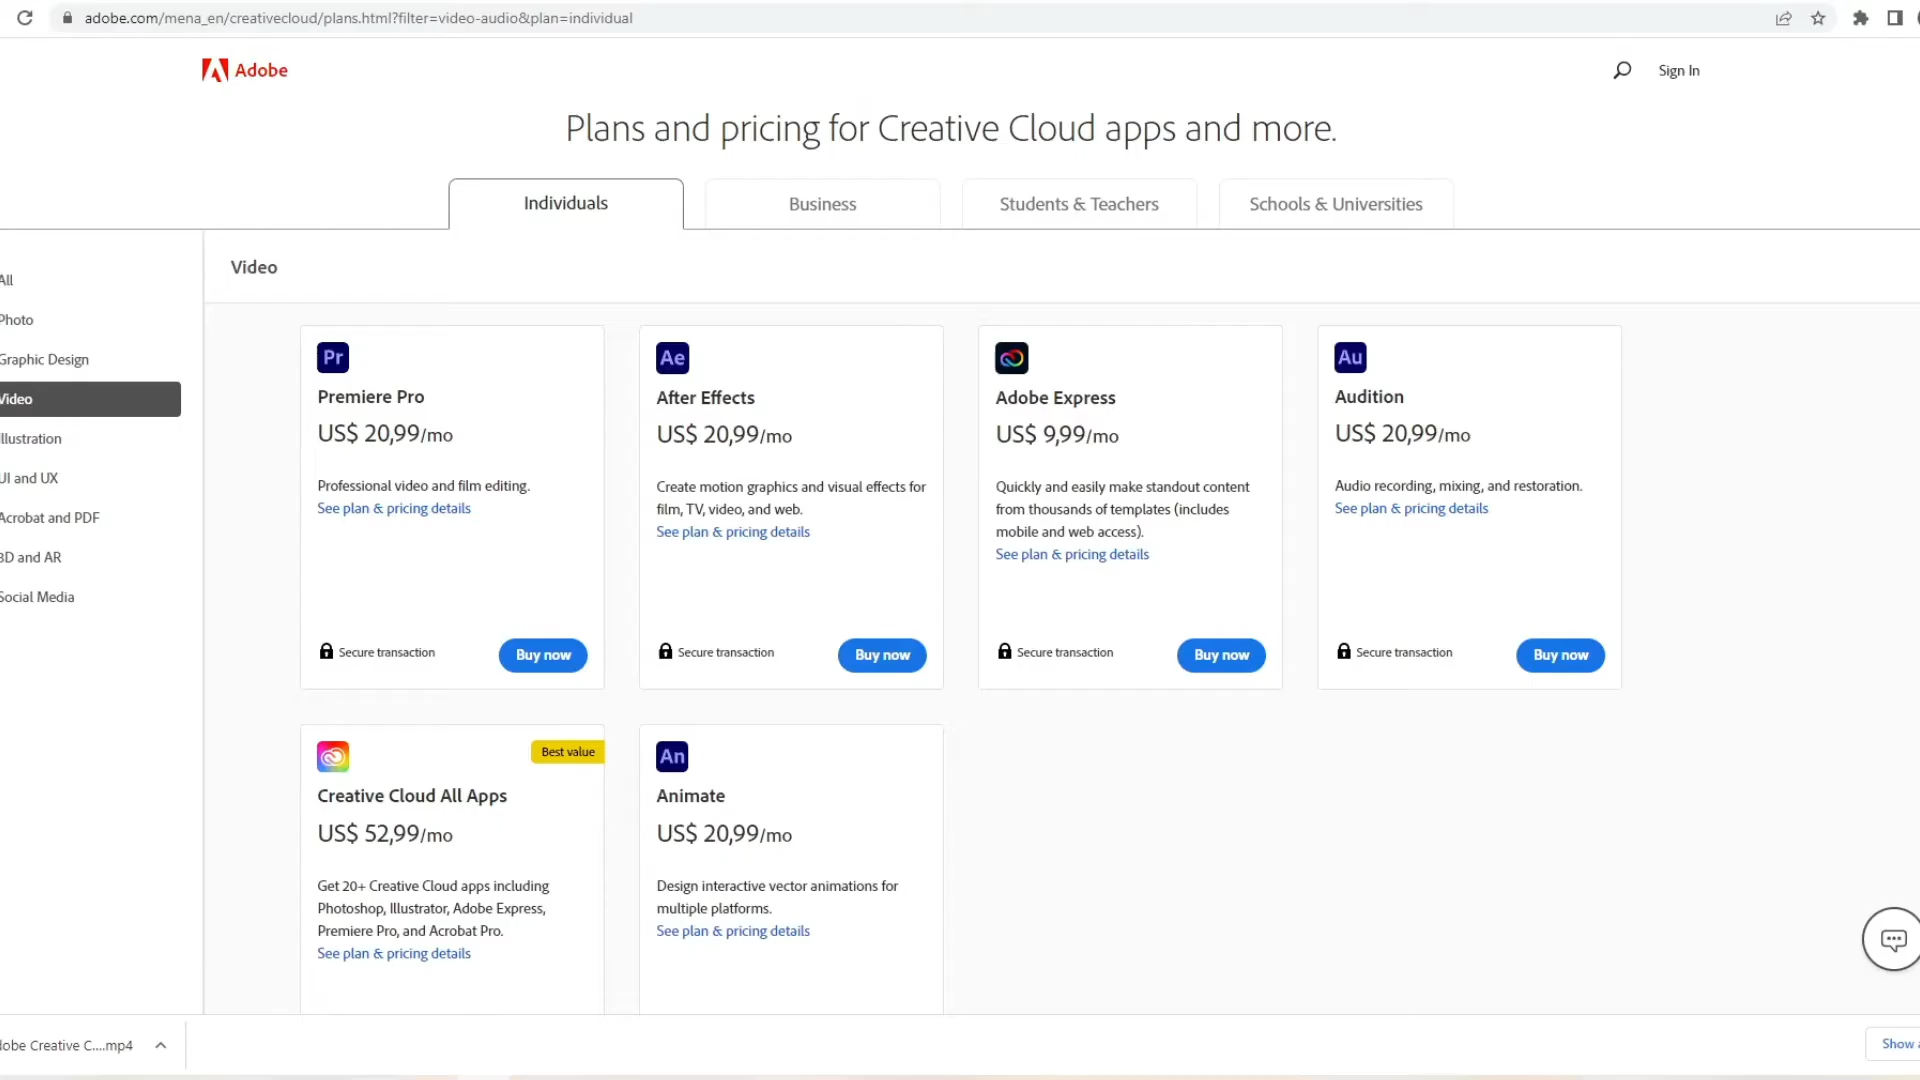 adobe.com/mena_en/creativecloud/plans.html?filter=video-audio&plan=individual
Adobe
Sign In
Plans and pricing for Creative Cloud apps and more.
Individuals
Business
Students & Teachers
Schools & Universities
All
Photo
Graphic Design
Video
Illustration
UI and UX
Acrobat and PDF
3D and AR
Social Media
Video
Pr
Premiere Pro
US$ 20,99/mo
Professional video and film editing.
See plan & pricing details
Secure transaction
Buy now
Ae
After Effects
US$ 20,99/mo
Create motion graphics and visual effects for
film, TV, video, and web.
See plan & pricing details
Secure transaction
Buy now
Adobe Express
US$ 9,99/mo
Quickly and easily make standout content
from thousands of templates (includes
mobile and web access).
See plan & pricing details
Secure transaction
Buy now
Au
Audition
US$ 20,99/mo
Audio recording, mixing, and restoration.
See plan & pricing details
Secure transaction
Buy now
Best value
Creative Cloud All Apps
US$ 52,99/mo
Get 20+ Creative Cloud apps including
Photoshop, Illustrator, Adobe Express,
Premiere Pro, and Acrobat Pro.
See plan & pricing details
An
Animate
US$ 20,99/mo
Design interactive vector animations for
multiple platforms.
See plan & pricing details
dobe Creative C....mp4
Show